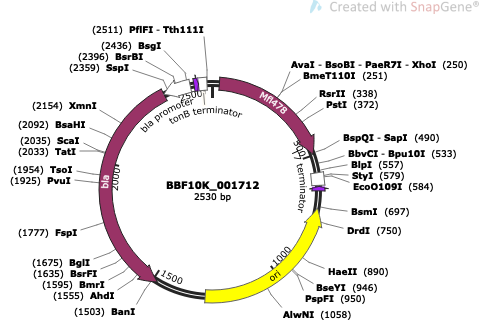 Created with SnapGene®
(2511) PflFI - Tth111I
(2436) BsgI
(2396) BsrBI
(2359) SspI
AvaI - BsoBI - PaeR7I - XhoI (250)
BmeT110I (251)
RsrII (338)
PstI (372)
BspQI - SapI (490)
BbvCI - Bpu10I (533)
BlpI (557)
StyI (579)
EcoO109I (584)
BsmI (697)
DrdI (750)
HaeII (890)
BseYI (946)
PspFI (950)
AlwNI (1058)
(2154) XmnI
(2092) BsaHI
(2035) ScaI
(2033) TatI
(1954) TsoI
(1925) PvuI
(1777) FspI
(1675) BglI
(1635) BsrFI
(1595) BmrI
(1555) AhdI
(1503) BanI
2500
bla promoter
tonB terminator
Mfl478
500
T7 terminator
bla
2000
BBF10K_001712
2530 bp
1000
ori
1500